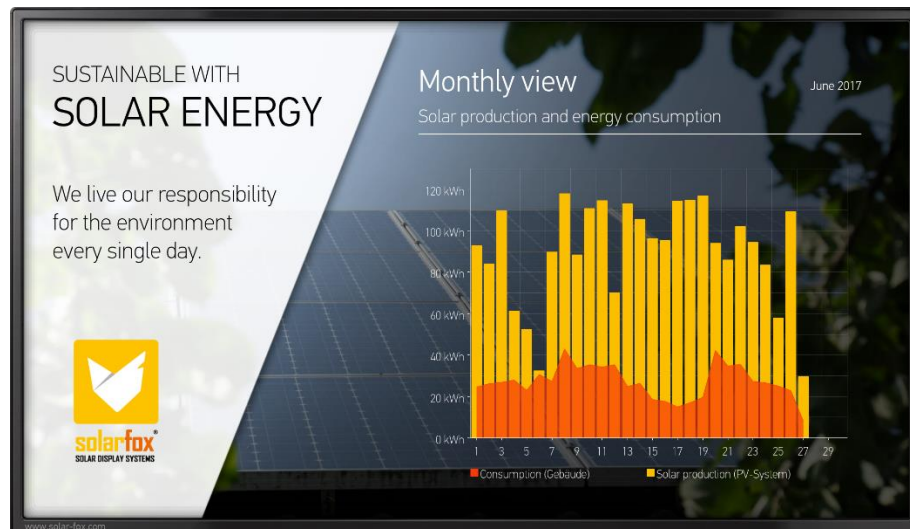 SUSTAINABLE WITH
SOLAR ENERGY
We live our responsibility
for the environment
every single day.
solarfox®
SOLAR DISPLAY SYSTEMS
www.solar-fox.com
Monthly view
June 2017
Solar production and energy consumption
120 kWh
100 kWh
80 kWh
60 kWh
40 kWh
20 kWh
0 kWh
1 3 5 7 9 11 13 15 17 19 21 23 25 27 29
Consumption (Gebäude) Solar production (PV-System)